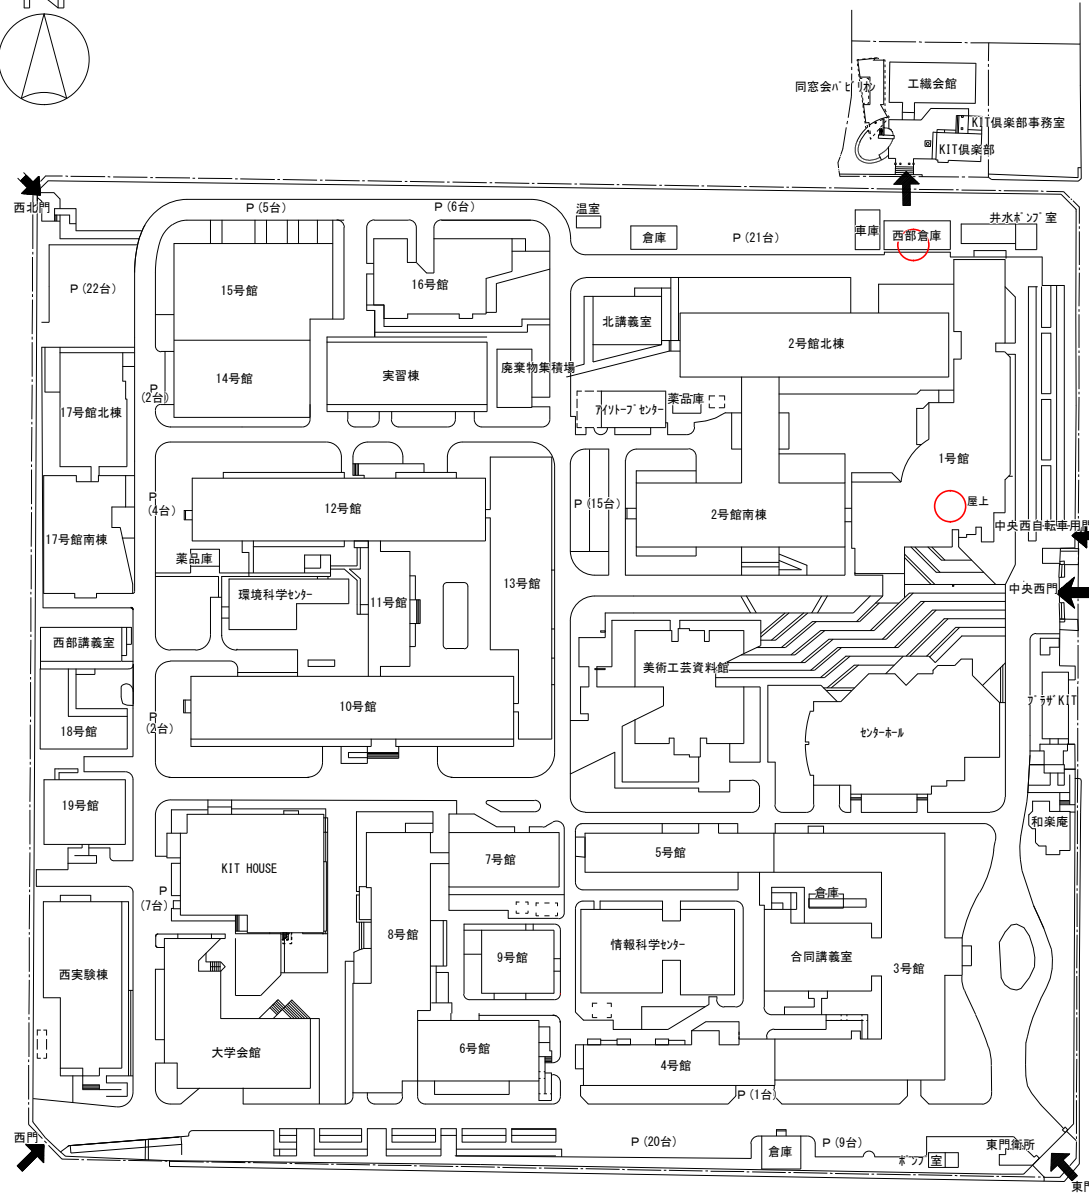 同窓会パビリオン
工繊会館
KIT倶楽部事務室
KIT倶楽部
西北門
P (5台)
P (6台)
温室
倉庫
P (21台)
車庫
西部倉庫
井水ポンプ室
P (22台)
15号館
16号館
北講義室
2号館北棟
14号館
実習棟
廃棄物集積場
P
(2台)
17号館北棟
アイソトープセンター
薬品庫
1号館
P
(4台)
12号館
P (15台)
2号館南棟
屋上
中央西自転車用門
17号館南棟
薬品庫
環境科学センター
11号館
13号館
中央西門
西部講義室
美術工芸資料館
プラザKIT
18号館
P
(2台)
10号館
センターホール
19号館
和楽庵
KIT HOUSE
7号館
5号館
P
(7台)
倉庫
8号館
9号館
情報科学センター
合同講義室
3号館
西実験棟
大学会館
6号館
4号館
P (1台)
西門
P (20台)
倉庫
P (9台)
ポンプ室
東門衛所
東門